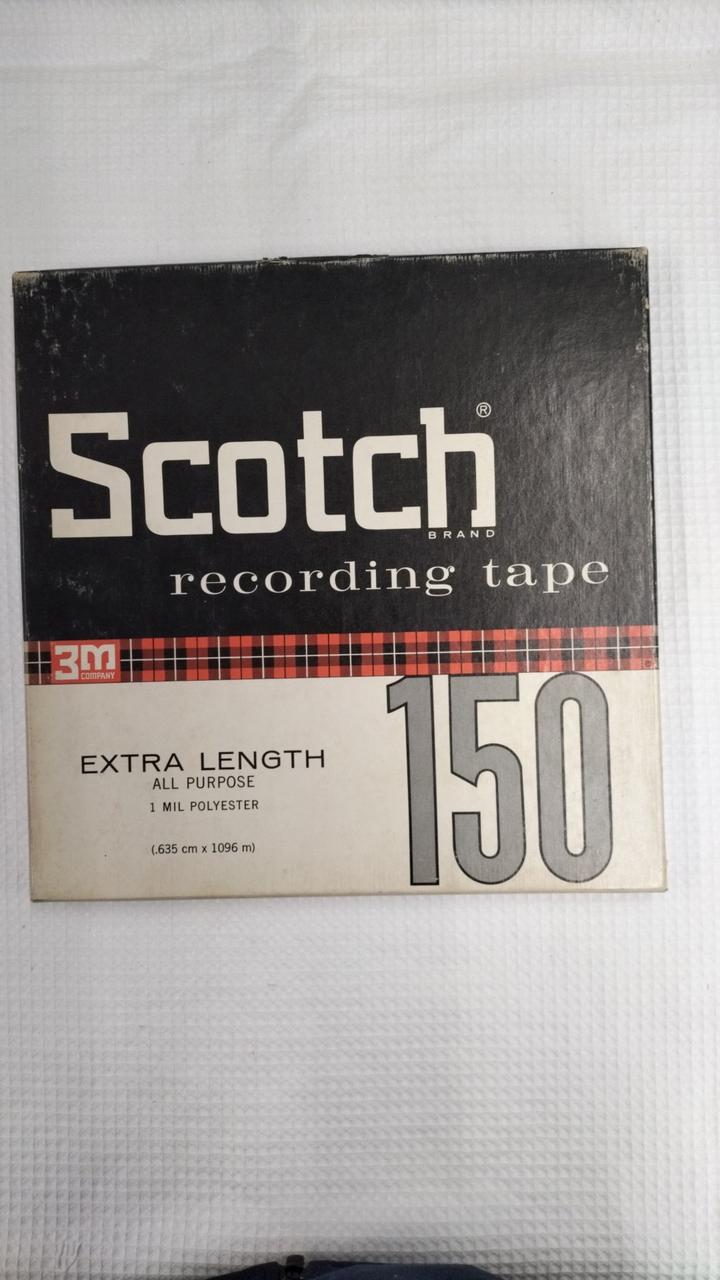 Scotch®
BRAND
recording tape
3M
COMPANY
150
EXTRA LENGTH
ALL PURPOSE
1 MIL POLYESTER
(.635 cm x 1096 m)